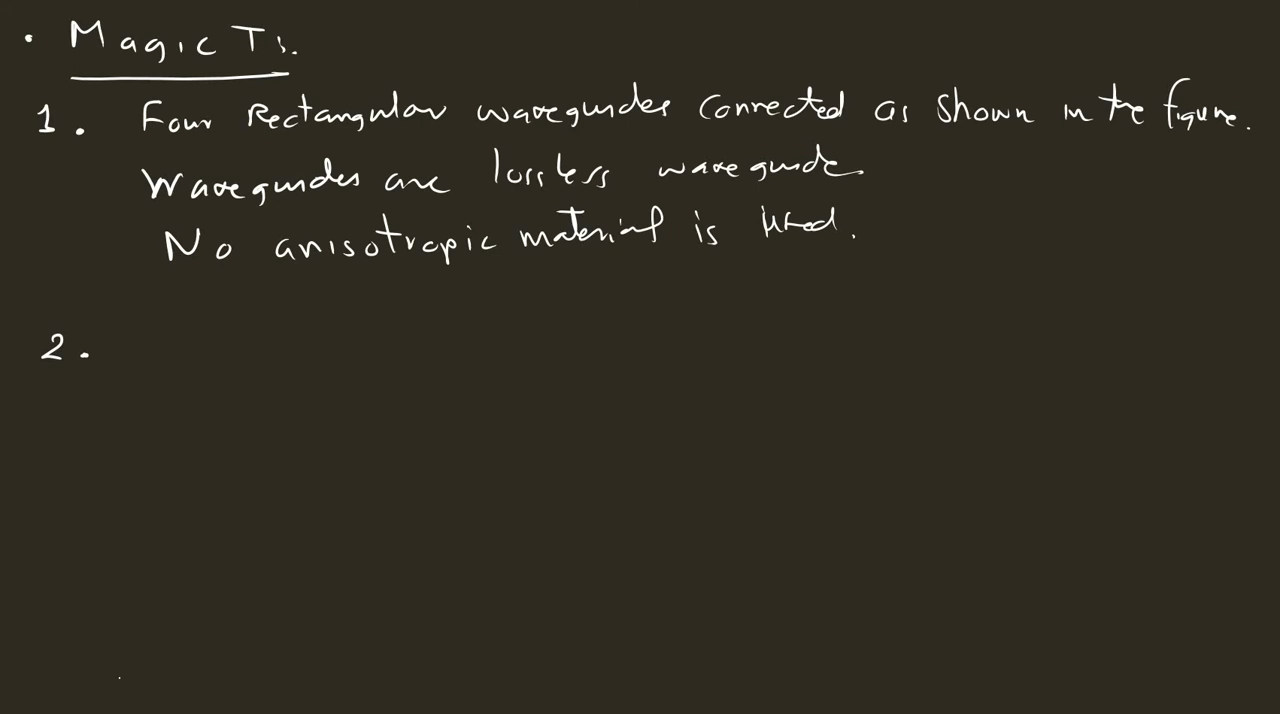 • Magic Ts.
1. Four Rectangular waveguides connected as shown in the figure.
Waveguides are lossless waveguide.
No anisotropic material is used.
2.